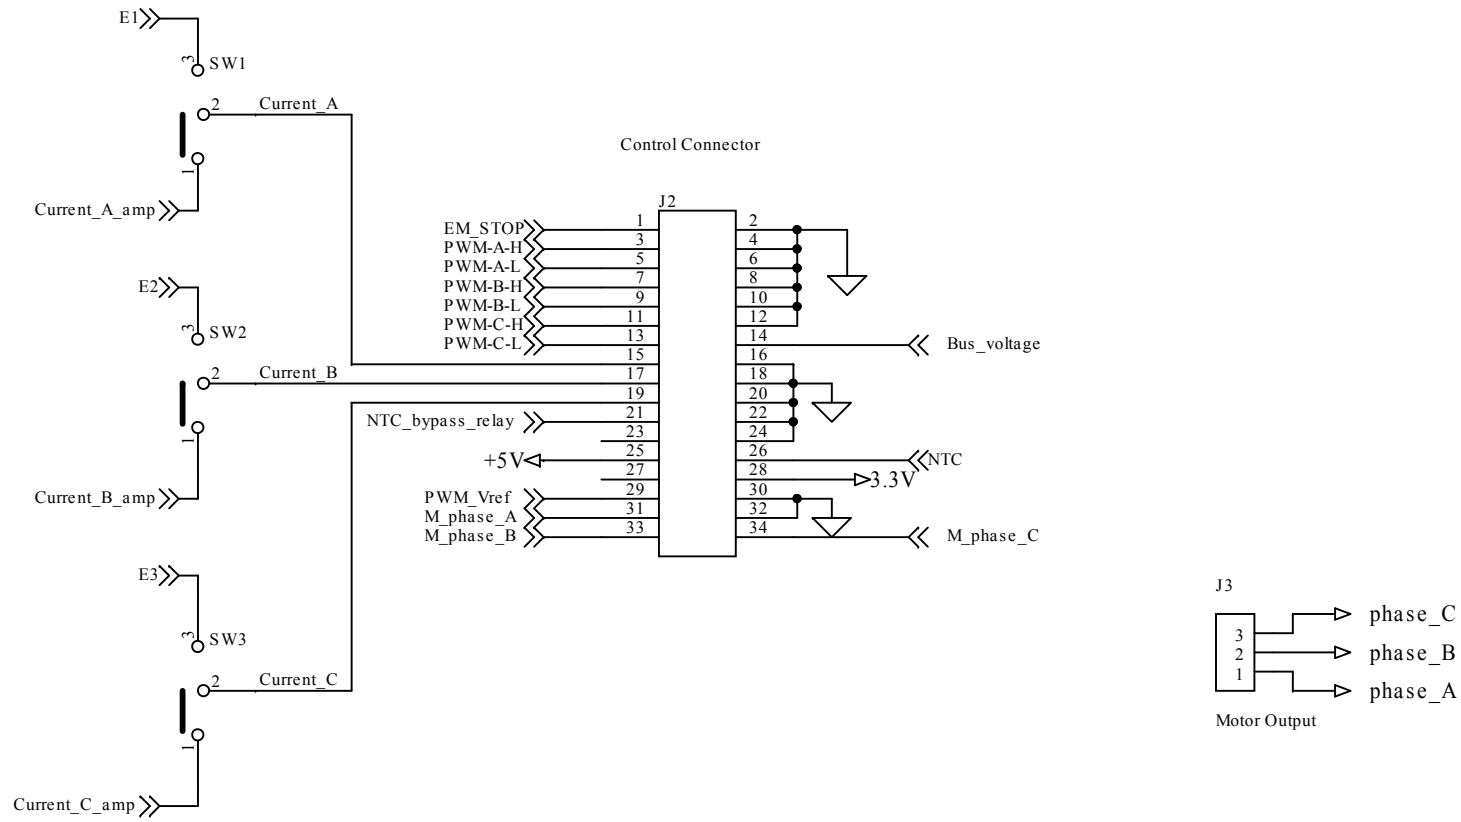 E1
3
SW1
2
Current_A
1
Current_A_amp
E2
3
SW2
2
Current_B
1
Current_B_amp
E3
3
SW3
2
Current_C
1
Current_C_amp
Control Connector
J2
EM_STOP 1 2
PWM-A-H 3 4
PWM-A-L 5 6
PWM-B-H 7 8
PWM-B-L 9 10
PWM-C-H 11 12
PWM-C-L 13 14 Bus_voltage
15 16
17 18
19 20
NTC_bypass_relay 21 22
23 24
+5V 25 26 NTC
27 28 3.3V
PWM_Vref 29 30
M_phase_A 31 32
M_phase_B 33 34 M_phase_C
J3
3 phase_C
2 phase_B
1 phase_A
Motor Output